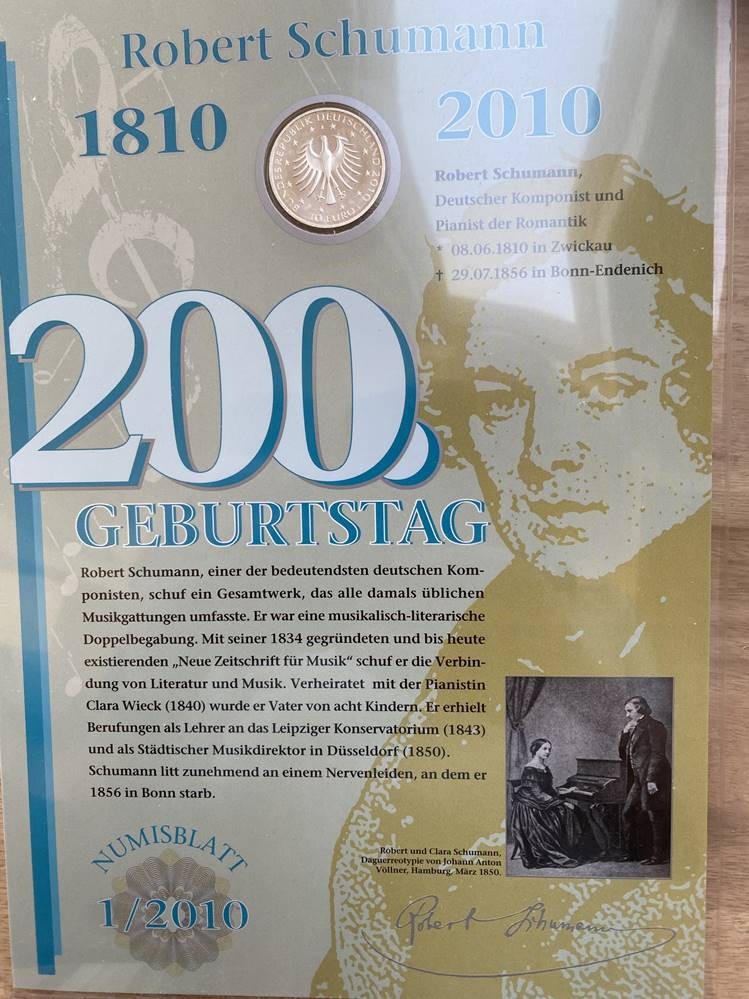 Robert Schumann
1810
2010
BUNDESREPUBLIK DEUTSCHLAND 2010
10 EURO
Robert Schumann,
Deutscher Komponist und
Pianist der Romantik
* 08.06.1810 in Zwickau
† 29.07.1856 in Bonn-Endenich
200.
GEBURTSTAG
Robert Schumann, einer der bedeutendsten deutschen Kom-
ponisten, schuf ein Gesamtwerk, das alle damals üblichen
Musikgattungen umfasste. Er war eine musikalisch-literarische
Doppelbegabung. Mit seiner 1834 gegründeten und bis heute
existierenden „Neue Zeitschrift für Musik“ schuf er die Verbin-
dung von Literatur und Musik. Verheiratet mit der Pianistin
Clara Wieck (1840) wurde er Vater von acht Kindern. Er erhielt
Berufungen als Lehrer an das Leipziger Konservatorium (1843)
und als Städtischer Musikdirektor in Düsseldorf (1850).
Schumann litt zunehmend an einem Nervenleiden, an dem er
1856 in Bonn starb.
Robert und Clara Schumann,
Daguerreotypie von Johann Anton
Völlner, Hamburg, März 1850.
NUMISBLATT
1/2010
Robert Schumann